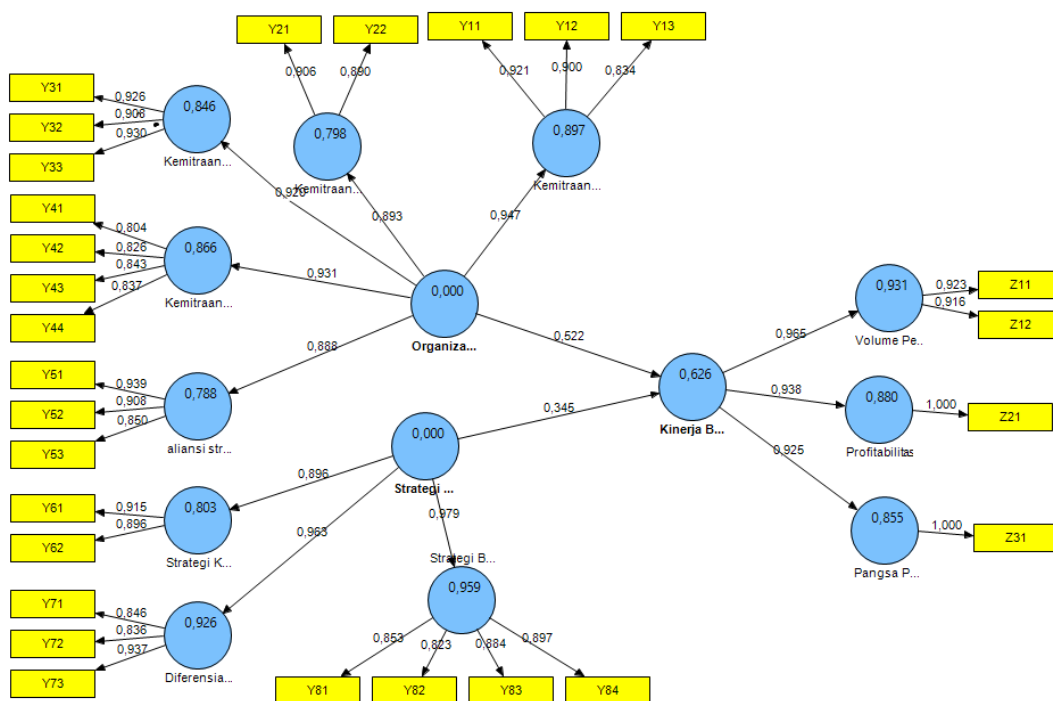 Y21
Y22
Y11
Y12
Y13
0,906
0,890
0,921
0,900
0,834
Y31
Y32
Y33
0,926
0,908
0,930
0,846
Kemitraan...
0,798
Kemitraan...
0,897
Kemitraan...
0,920
0,893
0,947
Y41
Y42
Y43
Y44
0,804
0,826
0,843
0,837
0,866
Kemitraan...
0,931
0,000
Organiza...
0,522
0,888
Y51
Y52
Y53
0,939
0,908
0,850
0,788
aliansi str...
0,000
Strategi ...
0,345
0,626
Kinerja B...
0,965
0,938
0,925
0,931
Volume Pe...
0,923
0,916
Z11
Z12
0,880
Profitabilitas
1,000
Z21
0,855
Pangsa P...
1,000
Z31
0,896
0,963
0,979
Y61
Y62
0,915
0,896
0,803
Strategi K...
Y71
Y72
Y73
0,846
0,836
0,937
0,926
Diferensia...
Strategi B...
0,959
0,853
0,823
0,884
0,897
Y81
Y82
Y83
Y84